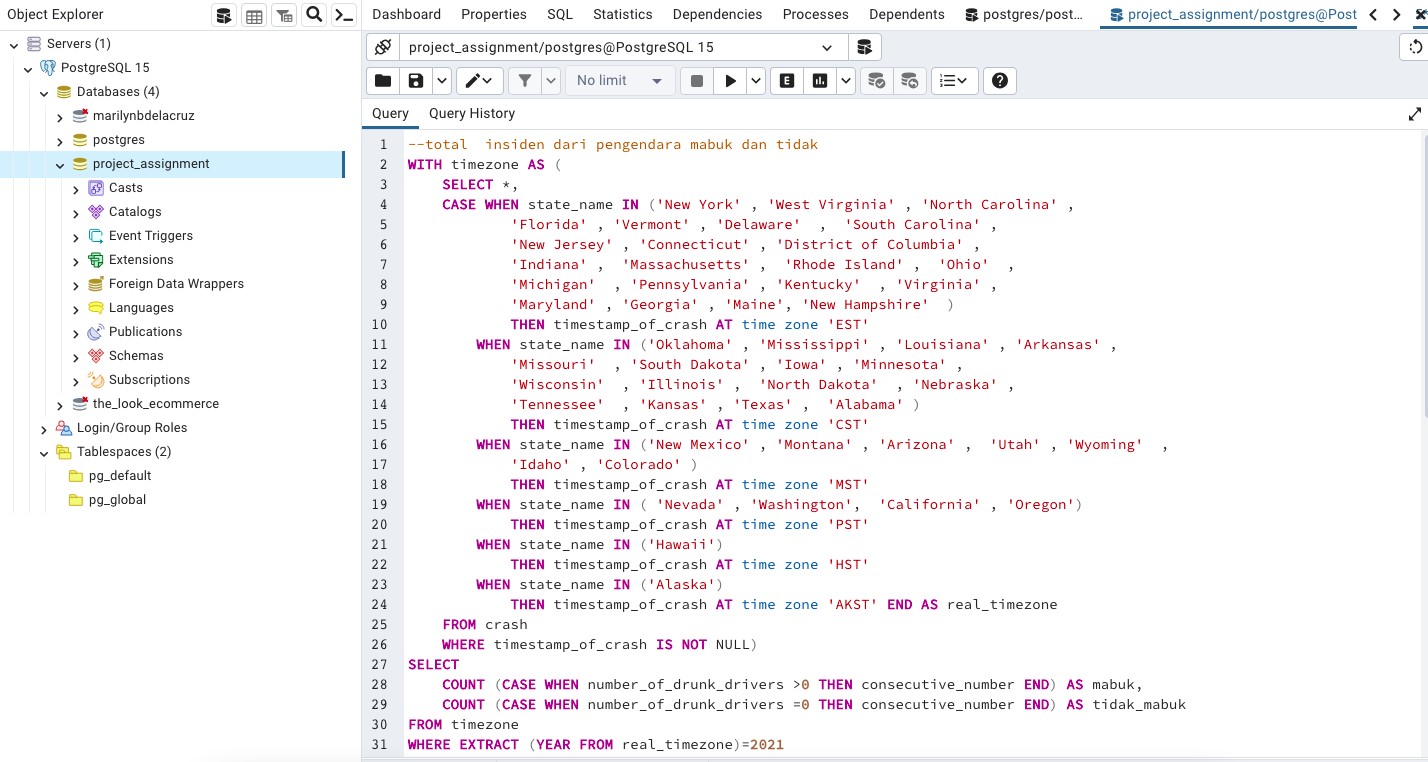 Object Explorer
Servers (1)
PostgreSQL 15
Databases (4)
marilynbdelacruz
postgres
project_assignment
Casts
Catalogs
Event Triggers
Extensions
Foreign Data Wrappers
Languages
Publications
Schemas
Subscriptions
the_look_ecommerce
Login/Group Roles
Tablespaces (2)
pg_default
pg_global
Dashboard Properties SQL Statistics Dependencies Processes Dependents postgres/post... project_assignment/postgres@Post
project_assignment/postgres@PostgreSQL 15
No limit
E
Query Query History
1 --total  insiden dari pengendara mabuk dan tidak
2 WITH timezone AS (
3     SELECT *,
4     CASE WHEN state_name IN ('New York' , 'West Virginia' , 'North Carolina' ,
5             'Florida' , 'Vermont' , 'Delaware' ,  'South Carolina' ,
6             'New Jersey' , 'Connecticut' , 'District of Columbia' ,
7             'Indiana' ,  'Massachusetts' ,  'Rhode Island' ,  'Ohio'  ,
8             'Michigan'  , 'Pennsylvania' , 'Kentucky'  , 'Virginia' ,
9             'Maryland' , 'Georgia' , 'Maine', 'New Hampshire'  )
10             THEN timestamp_of_crash AT time zone 'EST'
11         WHEN state_name IN ('Oklahoma' , 'Mississippi' , 'Louisiana' , 'Arkansas' ,
12             'Missouri'  , 'South Dakota' , 'Iowa' , 'Minnesota' ,
13             'Wisconsin'  , 'Illinois' ,  'North Dakota'  , 'Nebraska' ,
14             'Tennessee'  , 'Kansas' , 'Texas' ,  'Alabama' )
15             THEN timestamp_of_crash AT time zone 'CST'
16         WHEN state_name IN ('New Mexico' , 'Montana' , 'Arizona' ,  'Utah' , 'Wyoming'  ,
17             'Idaho' , 'Colorado' )
18             THEN timestamp_of_crash AT time zone 'MST'
19         WHEN state_name IN ( 'Nevada' , 'Washington',  'California' , 'Oregon')
20             THEN timestamp_of_crash AT time zone 'PST'
21         WHEN state_name IN ('Hawaii')
22             THEN timestamp_of_crash AT time zone 'HST'
23         WHEN state_name IN ('Alaska')
24             THEN timestamp_of_crash AT time zone 'AKST' END AS real_timezone
25     FROM crash
26     WHERE timestamp_of_crash IS NOT NULL)
27 SELECT
28     COUNT (CASE WHEN number_of_drunk_drivers >0 THEN consecutive_number END) AS mabuk,
29     COUNT (CASE WHEN number_of_drunk_drivers =0 THEN consecutive_number END) AS tidak_mabuk
30 FROM timezone
31 WHERE EXTRACT (YEAR FROM real_timezone)=2021